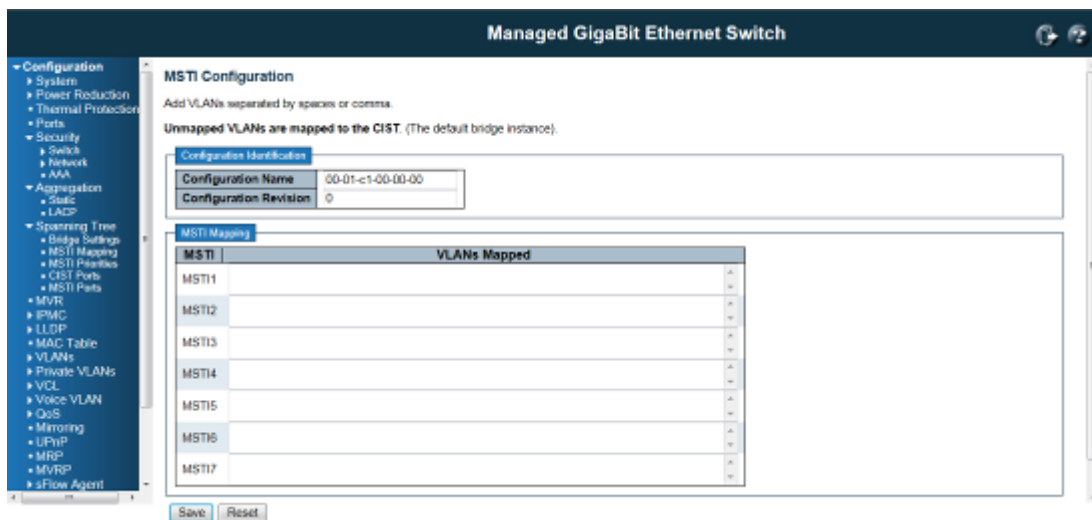 Managed GigaBit Ethernet Switch
Configuration
System
Power Reduction
Thermal Protection
Ports
Security
Switch
Network
AAA
Aggregation
Static
LACP
Spanning Tree
Bridge Settings
MSTI Mapping
MSTI Priorities
CIST Ports
MSTI Ports
MVR
IPMC
LLDP
MAC Table
VLANs
Private VLANs
VCL
Voice VLAN
QoS
Mirroring
UPnP
MRP
MVRP
sFlow Agent
MSTI Configuration
Add VLANs separated by spaces or comma.
Unmapped VLANs are mapped to the CIST. (The default bridge instance).
Configuration Identification
Configuration Name 00-01-c1-00-00-00
Configuration Revision 0
MSTI Mapping
MSTI VLANs Mapped
MSTI1
MSTI2
MSTI3
MSTI4
MSTI5
MSTI6
MSTI7
Save Reset